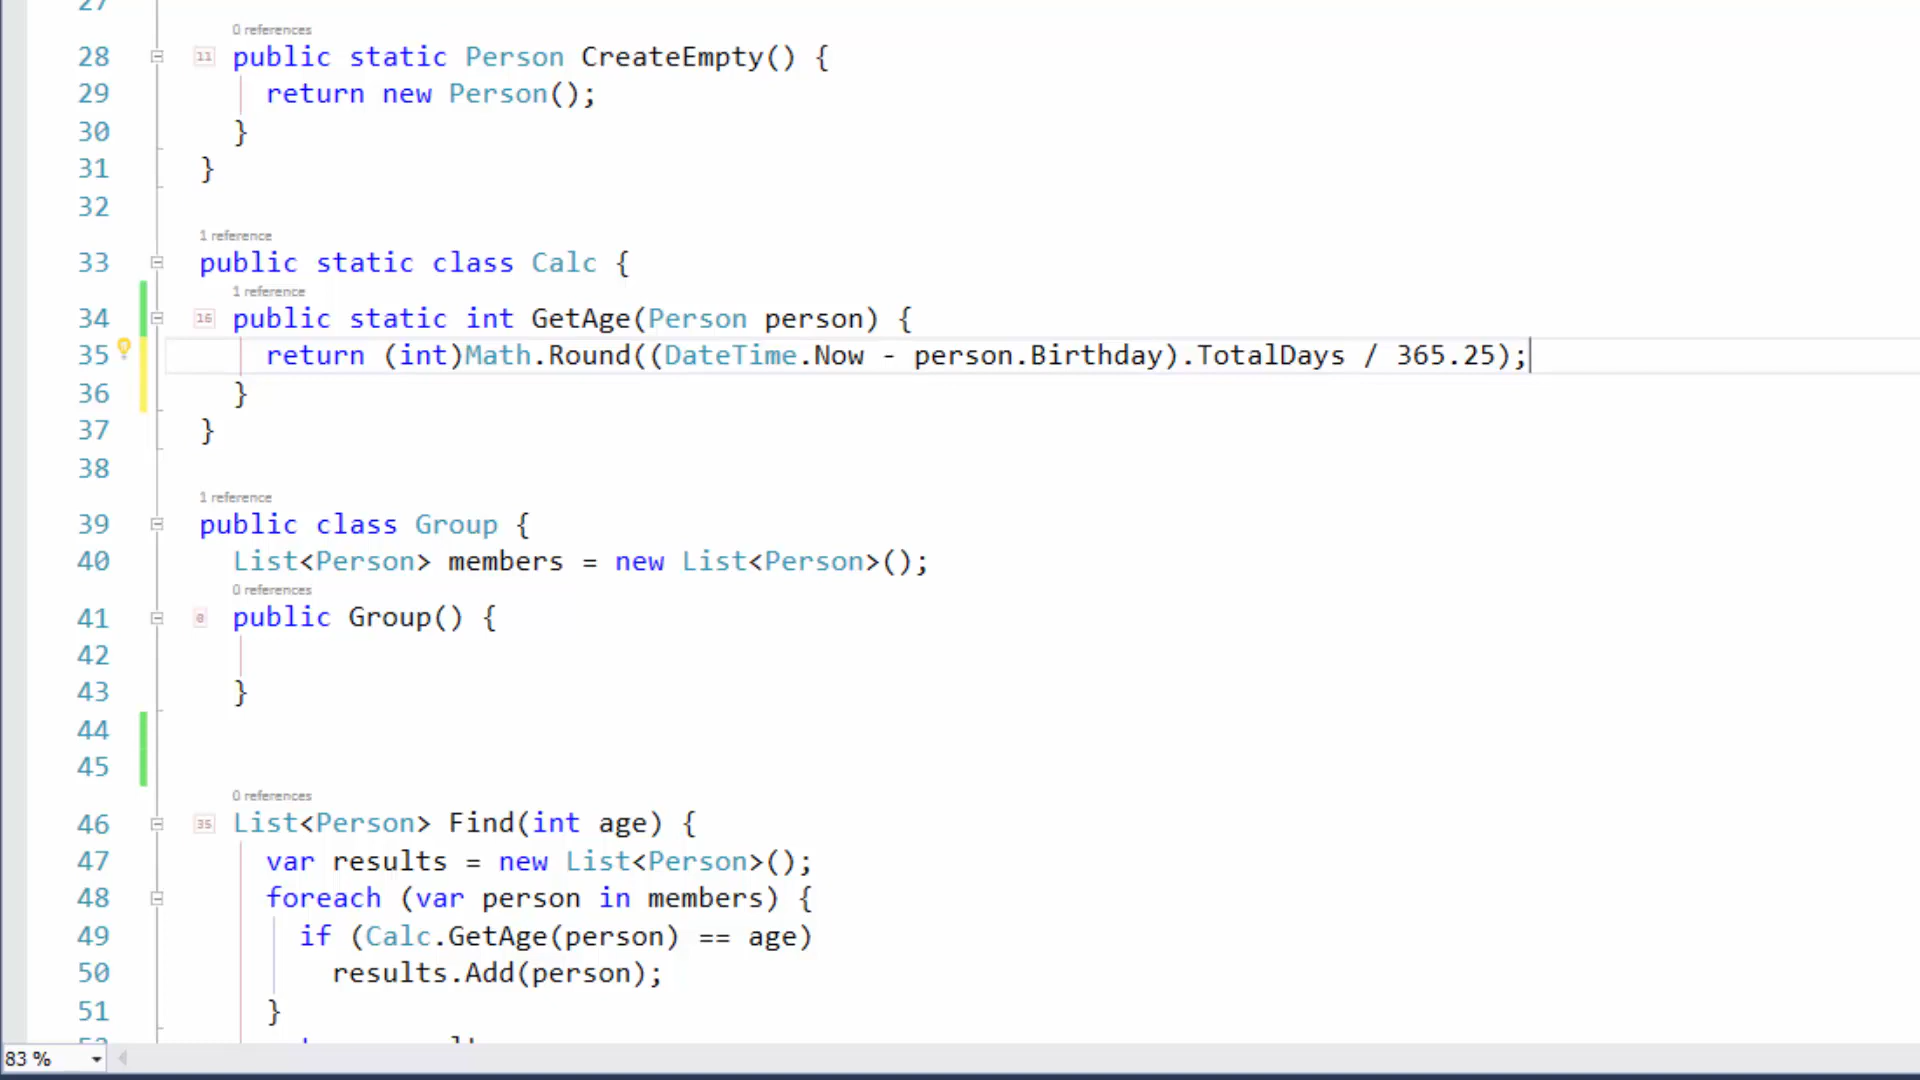 27
0 references
28 11 public static Person CreateEmpty() {
29 return new Person();
30 }
31 }
32
1 reference
33 public static class Calc {
1 reference
34 16 public static int GetAge(Person person) {
35 return (int)Math.Round((DateTime.Now - person.Birthday).TotalDays / 365.25);
36 }
37 }
38
1 reference
39 public class Group {
40 List<Person> members = new List<Person>();
0 references
41 0 public Group() {
42
43 }
44
45
0 references
46 35 List<Person> Find(int age) {
47 var results = new List<Person>();
48 foreach (var person in members) {
49 if (Calc.GetAge(person) == age)
50 results.Add(person);
51 }
83 %